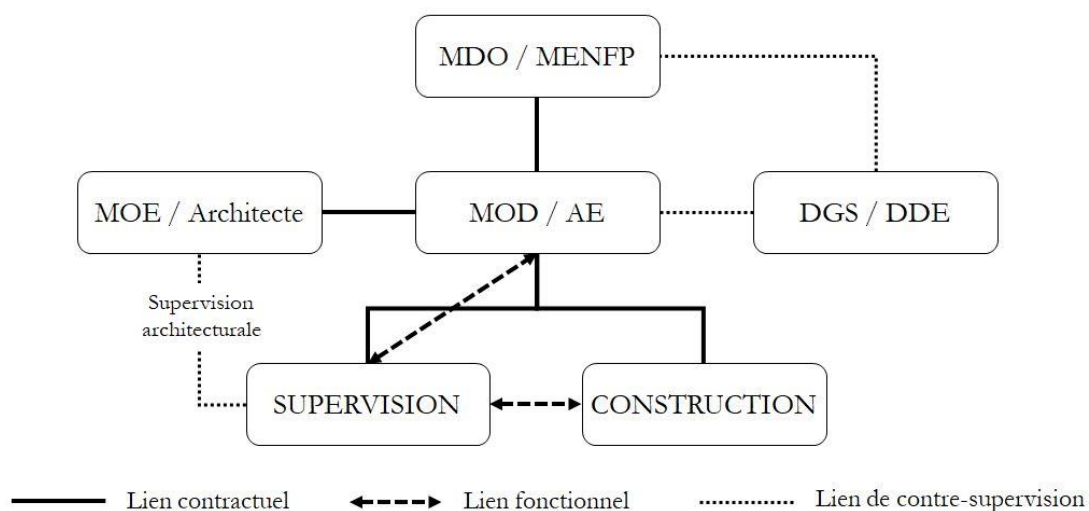 MDO / MENFP
MOE / Architecte
MOD / AE
DGS / DDE
Supervision
architecturale
SUPERVISION
CONSTRUCTION
Lien contractuel
Lien fonctionnel
Lien de contre-supervision